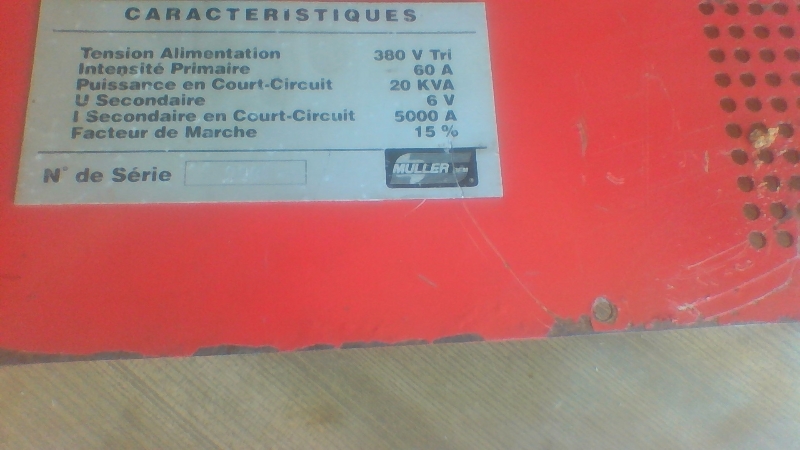 CARACTERISTIQUES
Tension Alimentation 380 V Tri
Intensité Primaire 60 A
Puissance en Court-Circuit 20 KVA
U Secondaire 6 V
I Secondaire en Court-Circuit 5000 A
Facteur de Marche 15 %
N° de Série
MULLER